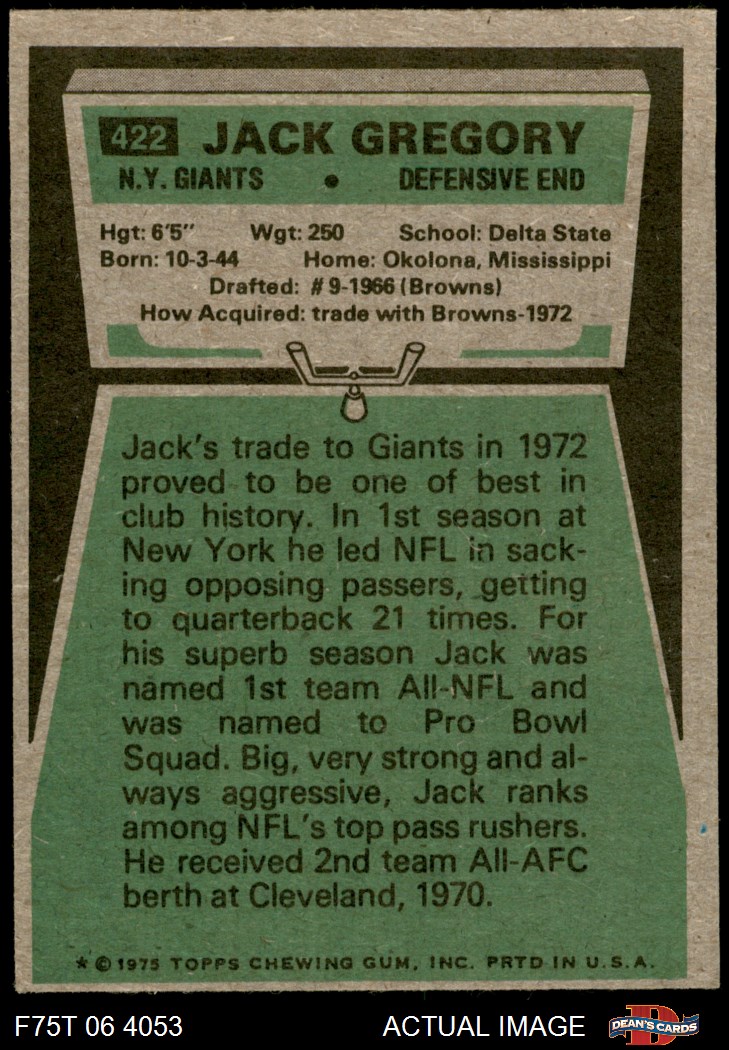 422 JACK GREGORY
N.Y. GIANTS • DEFENSIVE END
Hgt: 6'5" Wgt: 250 School: Delta State
Born: 10-3-44 Home: Okolona, Mississippi
Drafted: #9-1966 (Browns)
How Acquired: trade with Browns-1972
Jack's trade to Giants in 1972
proved to be one of best in
club history. In 1st season at
New York he led NFL in sack-
ing opposing passers, getting
to quarterback 21 times. For
his superb season Jack was
named 1st team All-NFL and
was named to Pro Bowl
Squad. Big, very strong and al-
ways aggressive, Jack ranks
among NFL's top pass rushers.
He received 2nd team All-AFC
berth at Cleveland, 1970.
* © 1975 TOPPS CHEWING GUM, INC. PRTD IN U.S.A.
F75T 06 4053 ACTUAL IMAGE D DEAN'S CARDS